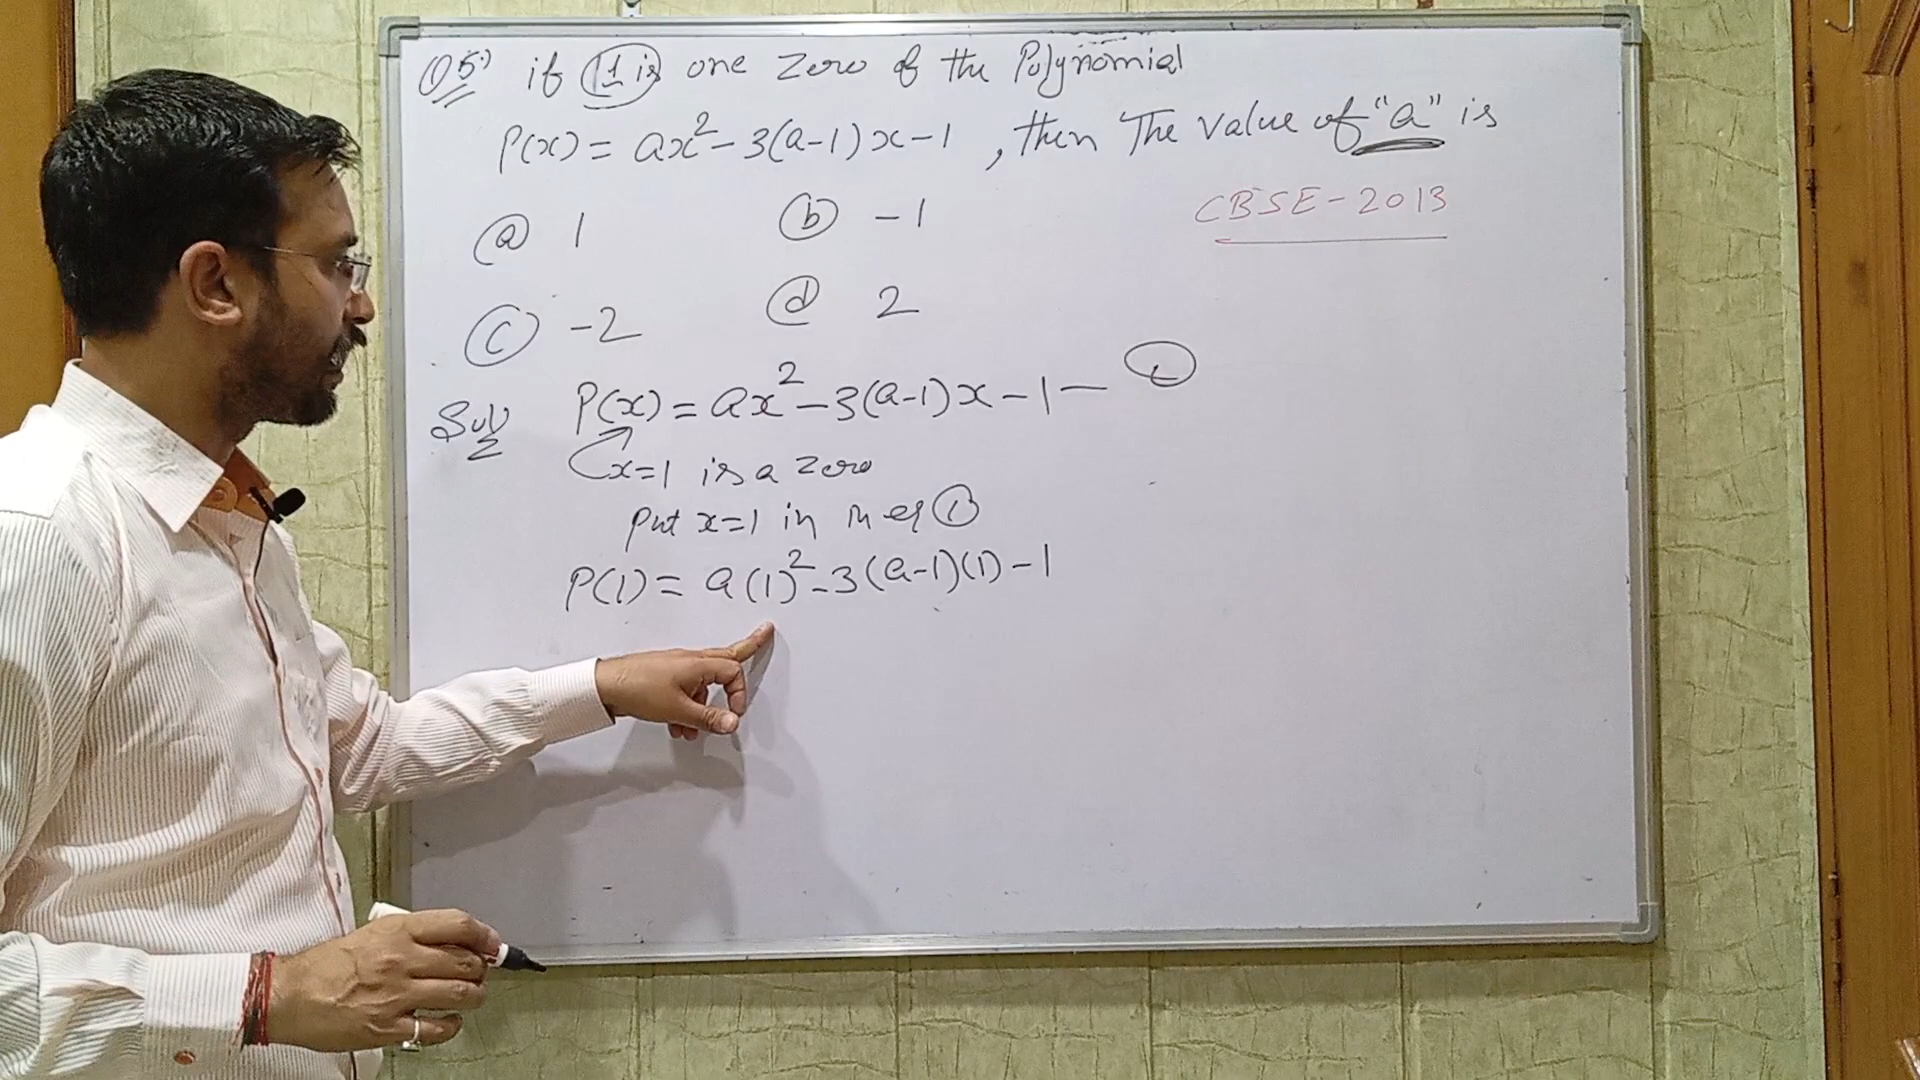 Q5. if 1 is one zero of the Polynomial
P(x) = ax² - 3(a-1)x - 1 , then The value of "a" is
CBSE - 2013
(a) 1 (b) -1
(c) -2 (d) 2
P(x) = ax² - 3(a-1)x - 1 —
x=1 is a zero
Put x=1 in eq ①
P(1) = a(1)² - 3(a-1)(1) - 1